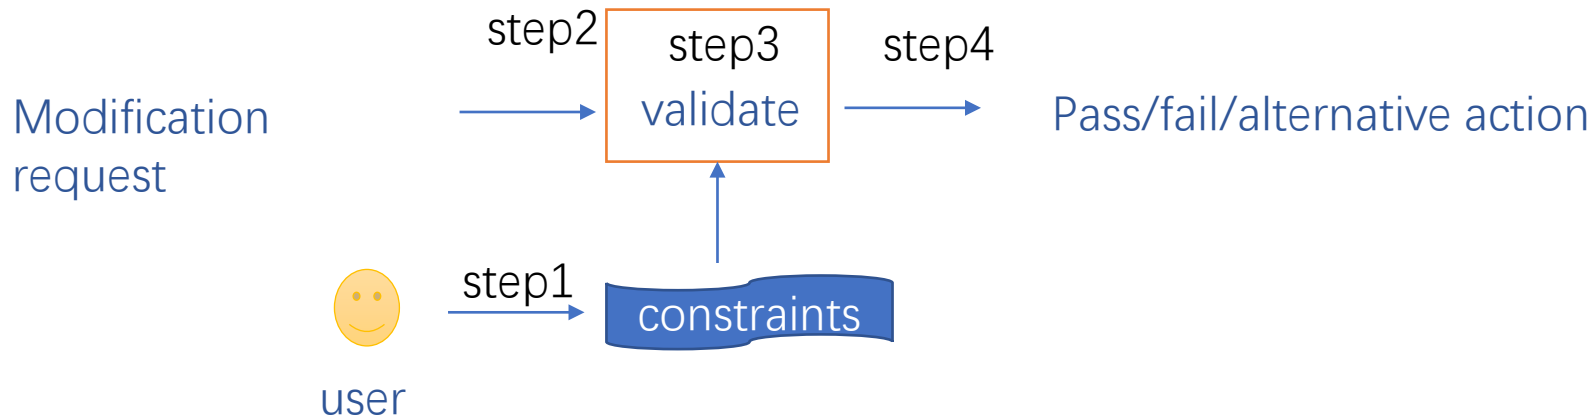 step2
step3
step4
Modification
request
validate
Pass/fail/alternative action
step1
constraints
user